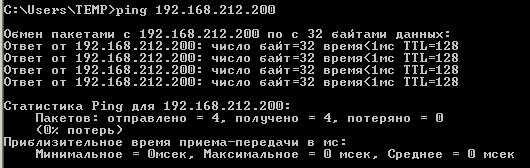 C:\Users\TEMP>ping 192.168.212.200
Обмен пакетами с 192.168.212.200 по с 32 байтами данных:
Ответ от 192.168.212.200: число байт=32 время<1мс TTL=128
Ответ от 192.168.212.200: число байт=32 время<1мс TTL=128
Ответ от 192.168.212.200: число байт=32 время<1мс TTL=128
Ответ от 192.168.212.200: число байт=32 время<1мс TTL=128
Статистика Ping для 192.168.212.200:
Пакетов: отправлено = 4, получено = 4, потеряно = 0
(0% потерь)
Приблизительное время приема-передачи в мс:
Минимальное = 0мсек, Максимальное = 0 мсек, Среднее = 0 мсек